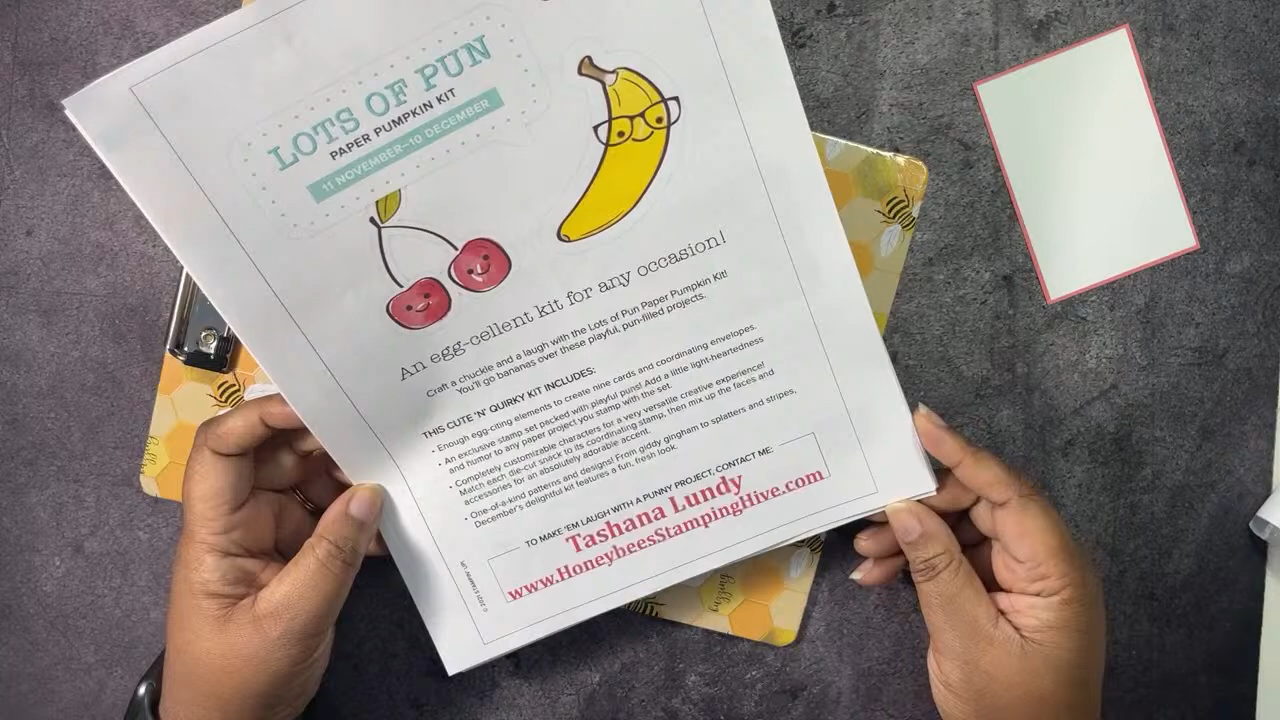 LOTS OF PUN
PAPER PUMPKIN KIT
11 NOVEMBER–10 DECEMBER
An egg-cellent kit for any occasion!
Craft a chuckle and a laugh with the Lots of Pun Paper Pumpkin Kit!
You'll go bananas over these playful, pun-filled projects.
THIS CUTE 'N' QUIRKY KIT INCLUDES:
• Enough egg-citing elements to create nine cards and coordinating envelopes.
• An exclusive stamp set packed with playful puns! Add a little light-heartedness
and humor to any paper project you stamp with the set.
• Completely customizable characters for a very versatile creative experience!
Match each die-cut snack to its coordinating stamp, then mix up the faces and
accessories for an absolutely adorable accent.
• One-of-a-kind patterns and designs! From giddy gingham to splatters and stripes,
December's delightful kit features a fun, fresh look.
TO MAKE 'EM LAUGH WITH A PUNNY PROJECT, CONTACT ME:
Tashana Lundy
www.HoneybeesStampingHive.com
© 2021 STAMPIN' UP!